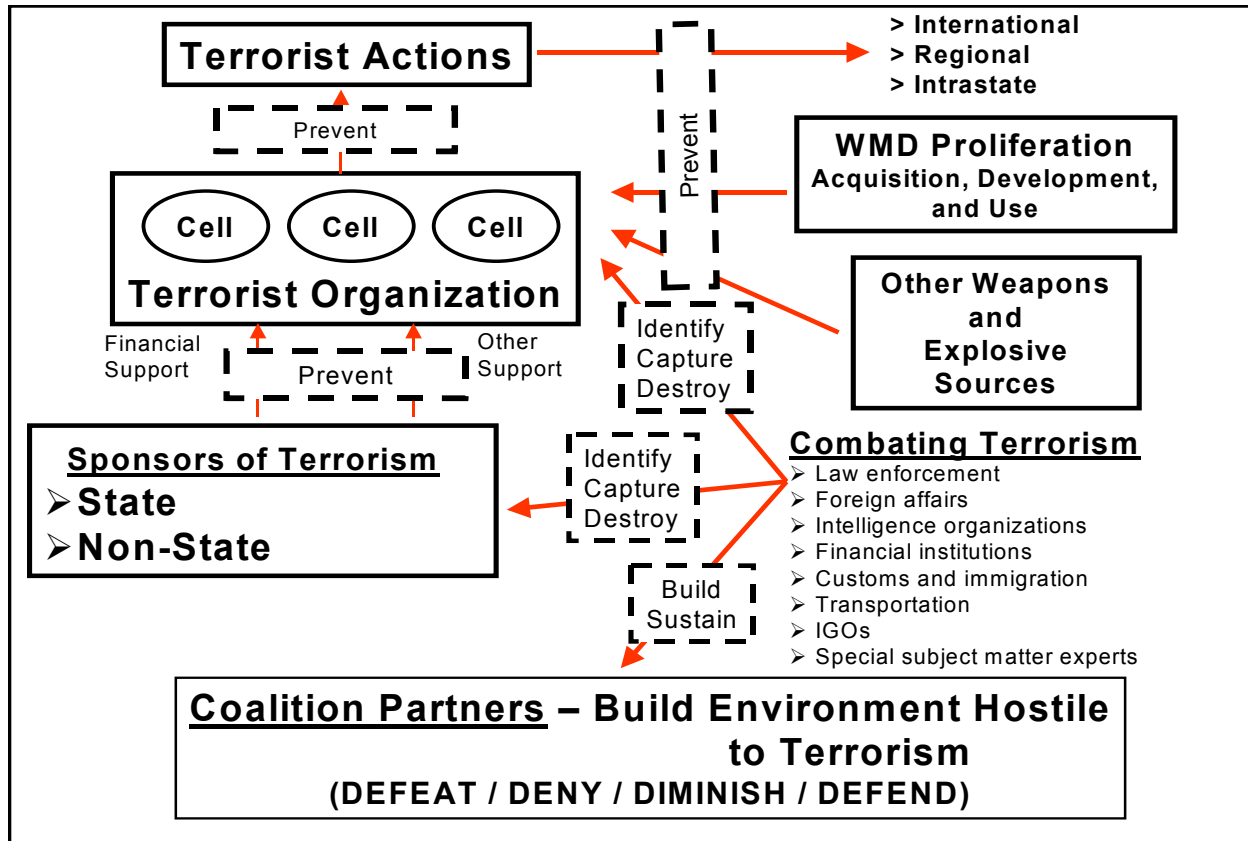 Terrorist Actions
> International
> Regional
> Intrastate
Prevent
Prevent
WMD Proliferation
Acquisition, Development,
and Use
Cell
Cell
Cell
Terrorist Organization
Other Weapons
and
Explosive
Sources
Financial
Support
Prevent
Other
Support
Identify
Capture
Destroy
Sponsors of Terrorism
➢ State
➢ Non-State
Identify
Capture
Destroy
Combating Terrorism
➢ Law enforcement
➢ Foreign affairs
➢ Intelligence organizations
➢ Financial institutions
➢ Customs and immigration
➢ Transportation
➢ IGOs
➢ Special subject matter experts
Build
Sustain
Coalition Partners – Build Environment Hostile
to Terrorism
(DEFEAT / DENY / DIMINISH / DEFEND)